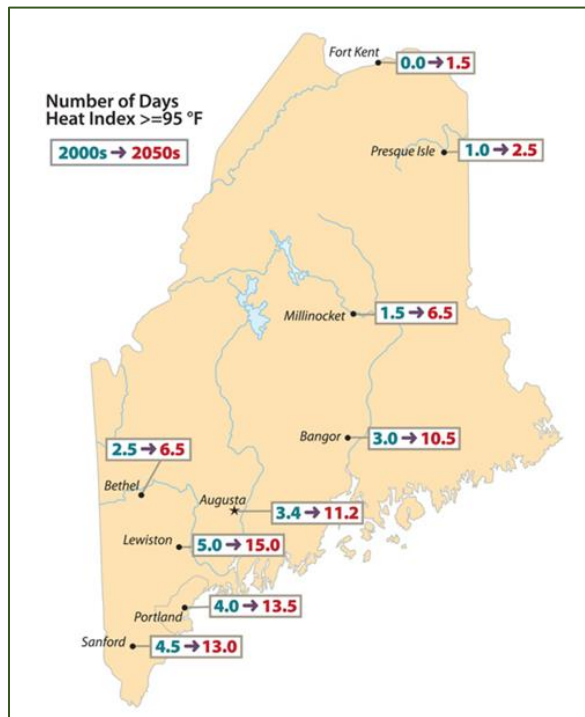 Fort Kent
0.0 → 1.5
Number of Days
Heat Index >=95 °F
2000s → 2050s
Presque Isle
1.0 → 2.5
Millinocket
1.5 → 6.5
Bangor
3.0 → 10.5
2.5 → 6.5
Bethel
Augusta
3.4 → 11.2
Lewiston
5.0 → 15.0
Portland
4.0 → 13.5
Sanford
4.5 → 13.0